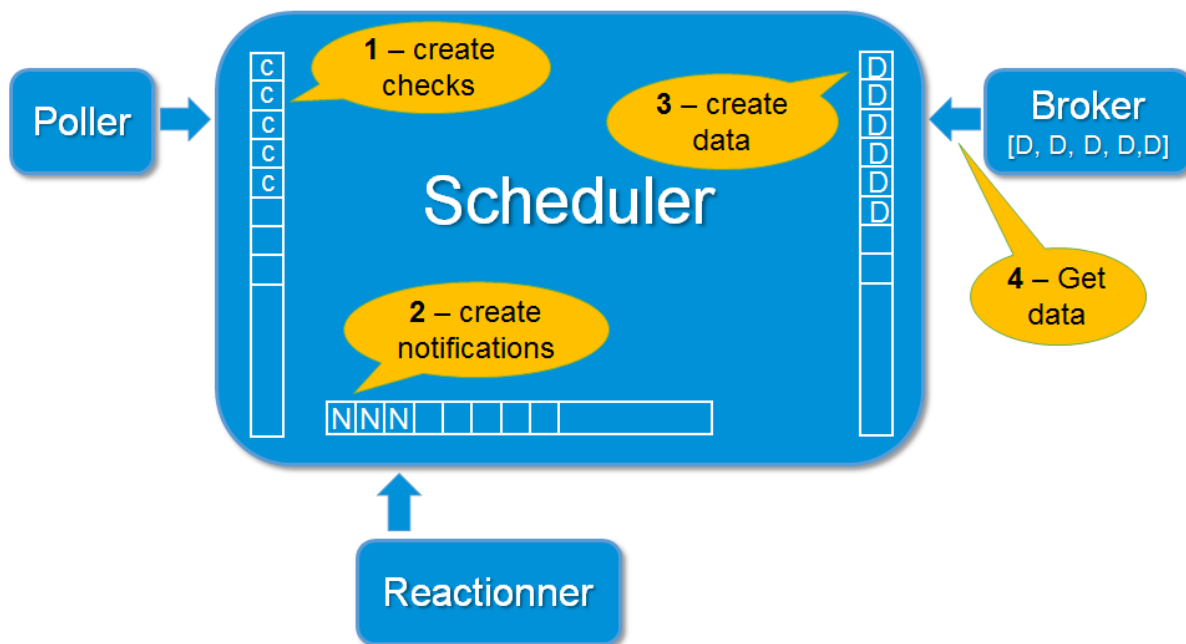 1 – create
checks
C
C
C
C
C
Poller
3 – create
data
D
D
D
D
D
D
Broker
[D, D, D, D,D]
Scheduler
4 – Get
data
2 – create
notifications
N N N
Reactionner